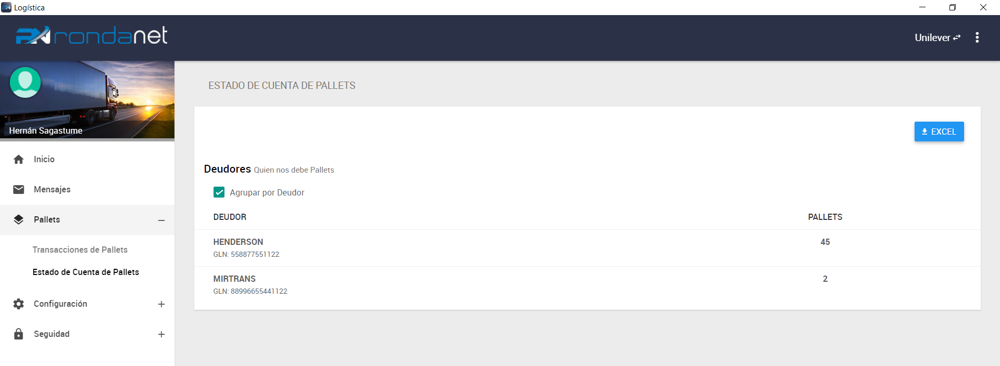 Logística
rondanet
Unilever
Hernán Sagastume
Inicio
Mensajes
Pallets
Transacciones de Pallets
Estado de Cuenta de Pallets
Configuración
Seguidad
ESTADO DE CUENTA DE PALLETS
EXCEL
Deudores Quien nos debe Pallets
Agrupar por Deudor
DEUDOR PALLETS
HENDERSON 45
GLN: 558877551122
MIRTRANS 2
GLN: 88996655441122